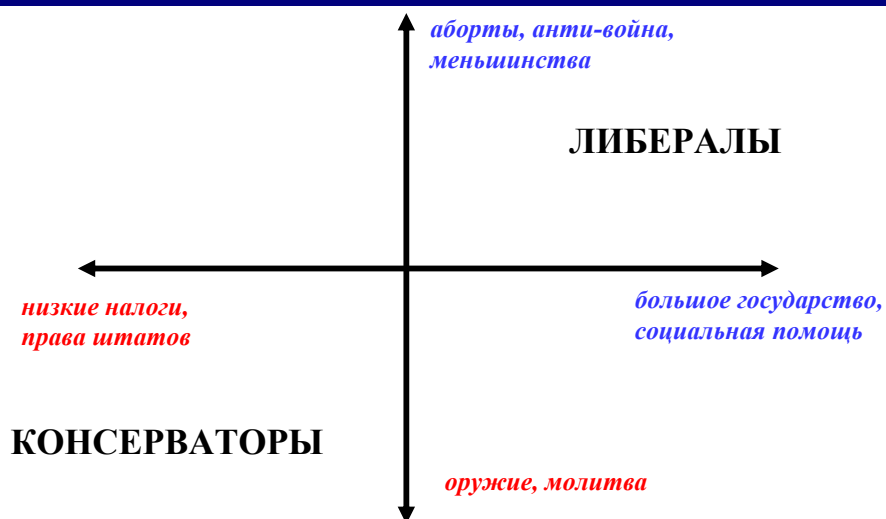 аборты, анти-война,
меньшинства
ЛИБЕРАЛЫ
низкие налоги,
права штатов
большое государство,
социальная помощь
КОНСЕРВАТОРЫ
оружие, молитва